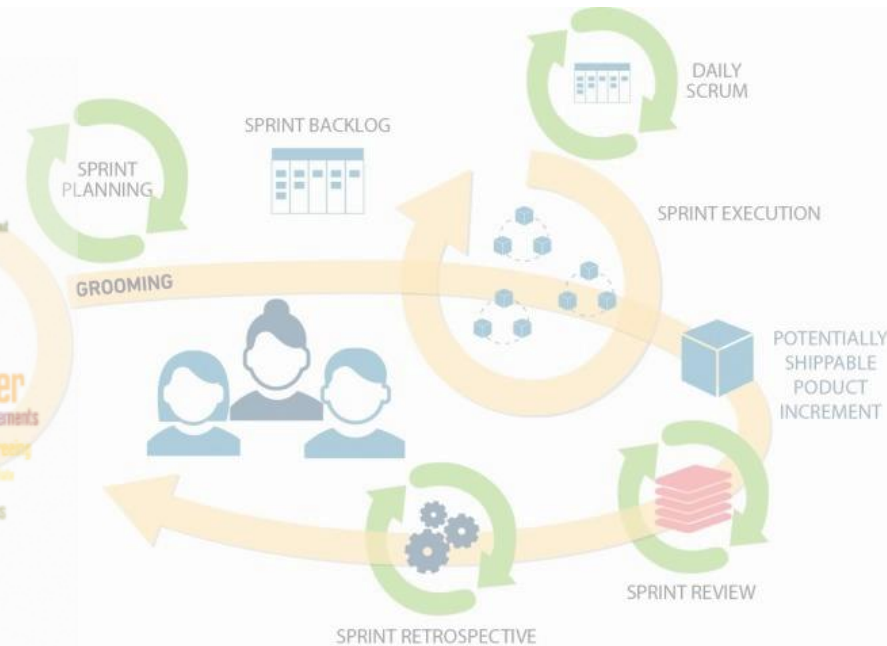 DAILY
SCRUM
SPRINT BACKLOG
SPRINT
PLANNING
SPRINT EXECUTION
GROOMING
POTENTIALLY
SHIPPABLE
PODUCT
INCREMENT
SPRINT REVIEW
SPRINT RETROSPECTIVE